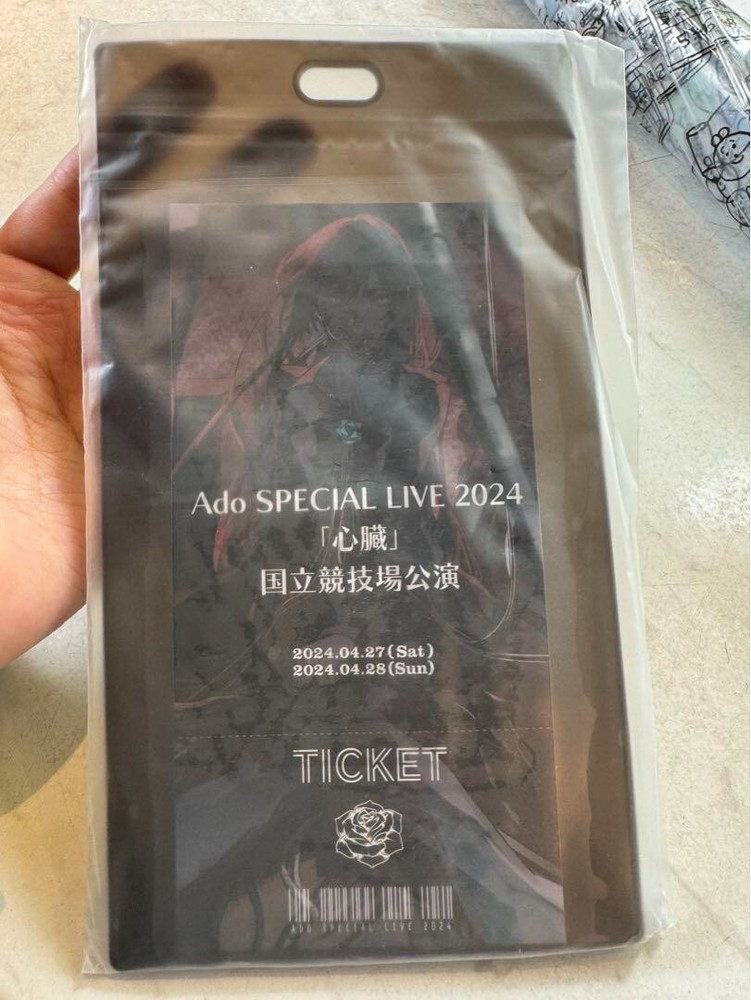 Ado SPECIAL LIVE 2024
「心臓」
国立競技場公演
2024.04.27(Sat)
2024.04.28(Sun)
TICKET
ADO SPECIAL LIVE 2024